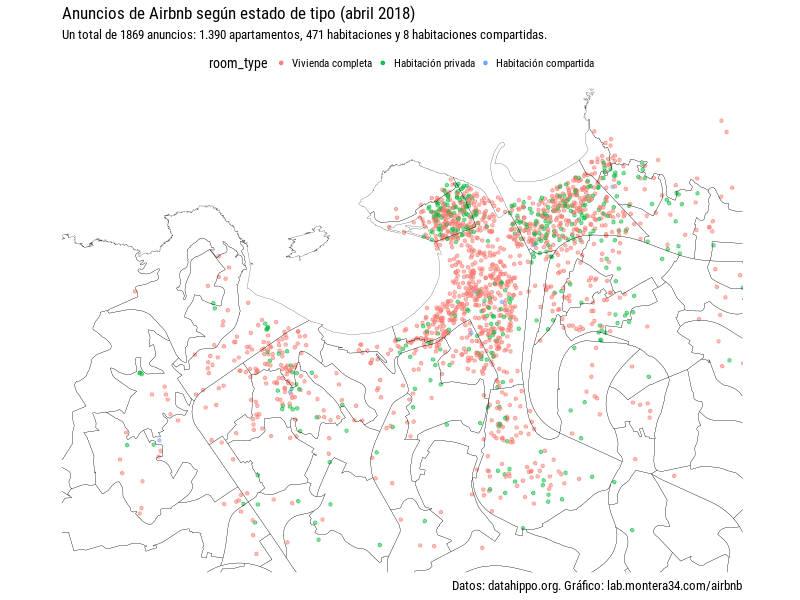 Anuncios de Airbnb según estado de tipo (abril 2018)
Un total de 1869 anuncios: 1.390 apartamentos, 471 habitaciones y 8 habitaciones compartidas.
room_type Vivienda completa Habitación privada Habitación compartida
Datos: datahippo.org. Gráfico: lab.montera34.com/airbnb